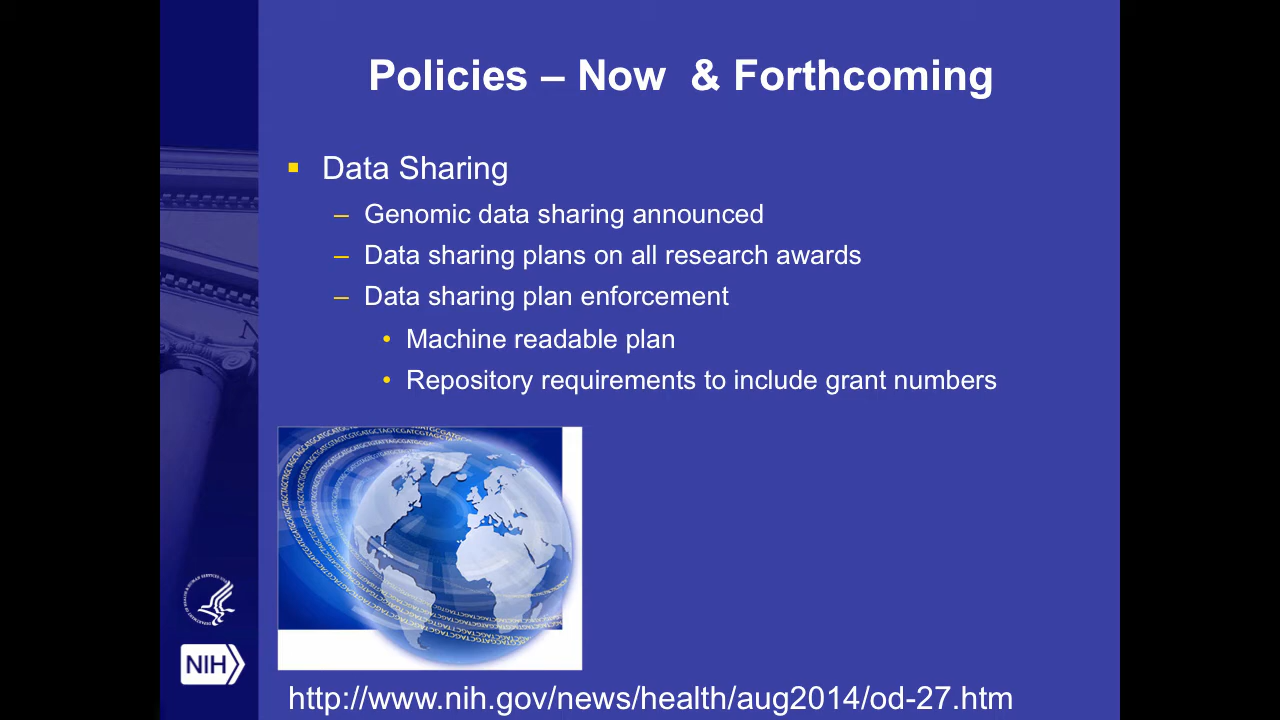 Policies – Now & Forthcoming
Data Sharing
– Genomic data sharing announced
– Data sharing plans on all research awards
– Data sharing plan enforcement
• Machine readable plan
• Repository requirements to include grant numbers
NIH
http://www.nih.gov/news/health/aug2014/od-27.htm